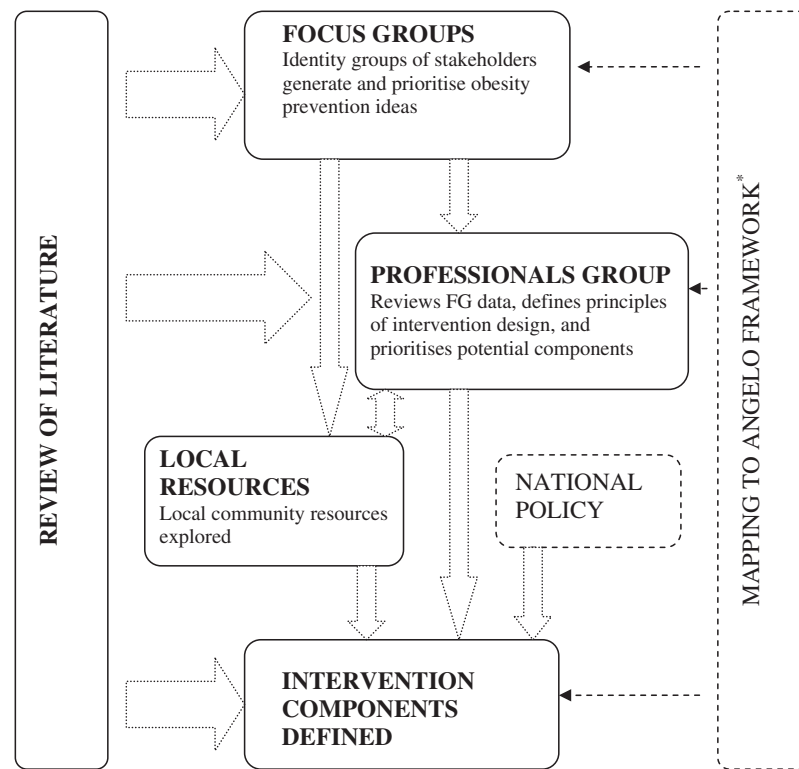 REVIEW OF LITERATURE
FOCUS GROUPS
Identity groups of stakeholders
generate and prioritise obesity
prevention ideas
PROFESSIONALS GROUP
Reviews FG data, defines principles
of intervention design, and
prioritises potential components
LOCAL
RESOURCES
Local community resources
explored
NATIONAL
POLICY
INTERVENTION
COMPONENTS
DEFINED
MAPPING TO ANGELO FRAMEWORK*